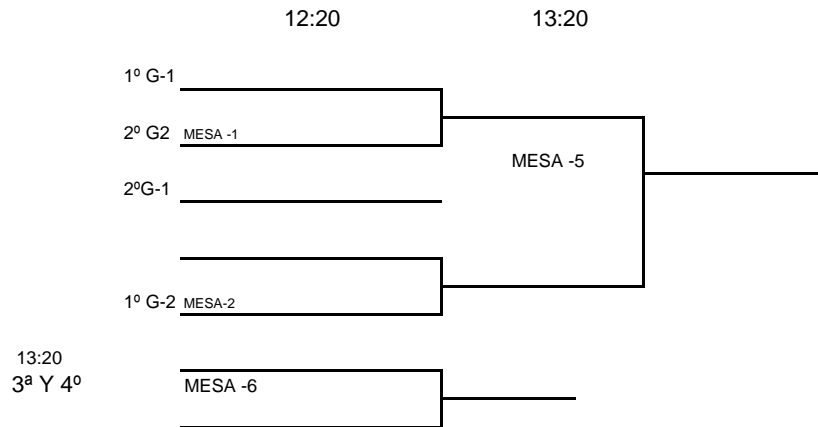 12:20 13:20
1º G-1
2º G2 MESA -1
MESA -5
2ºG-1
1º G-2 MESA-2
13:20
3ª Y 4º MESA -6